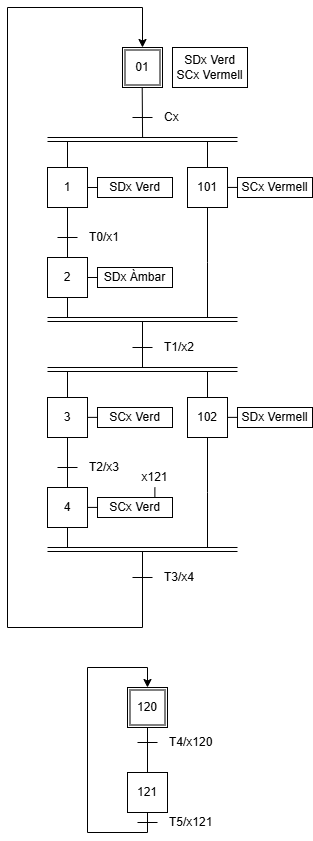 01
SDx Verd
SCx Vermell
Cx
1
SDx Verd
101
SCx Vermell
T0/x1
2
SDx Àmbar
T1/x2
3
SCx Verd
102
SDx Vermell
T2/x3
x121
4
SCx Verd
T3/x4
120
T4/x120
121
T5/x121